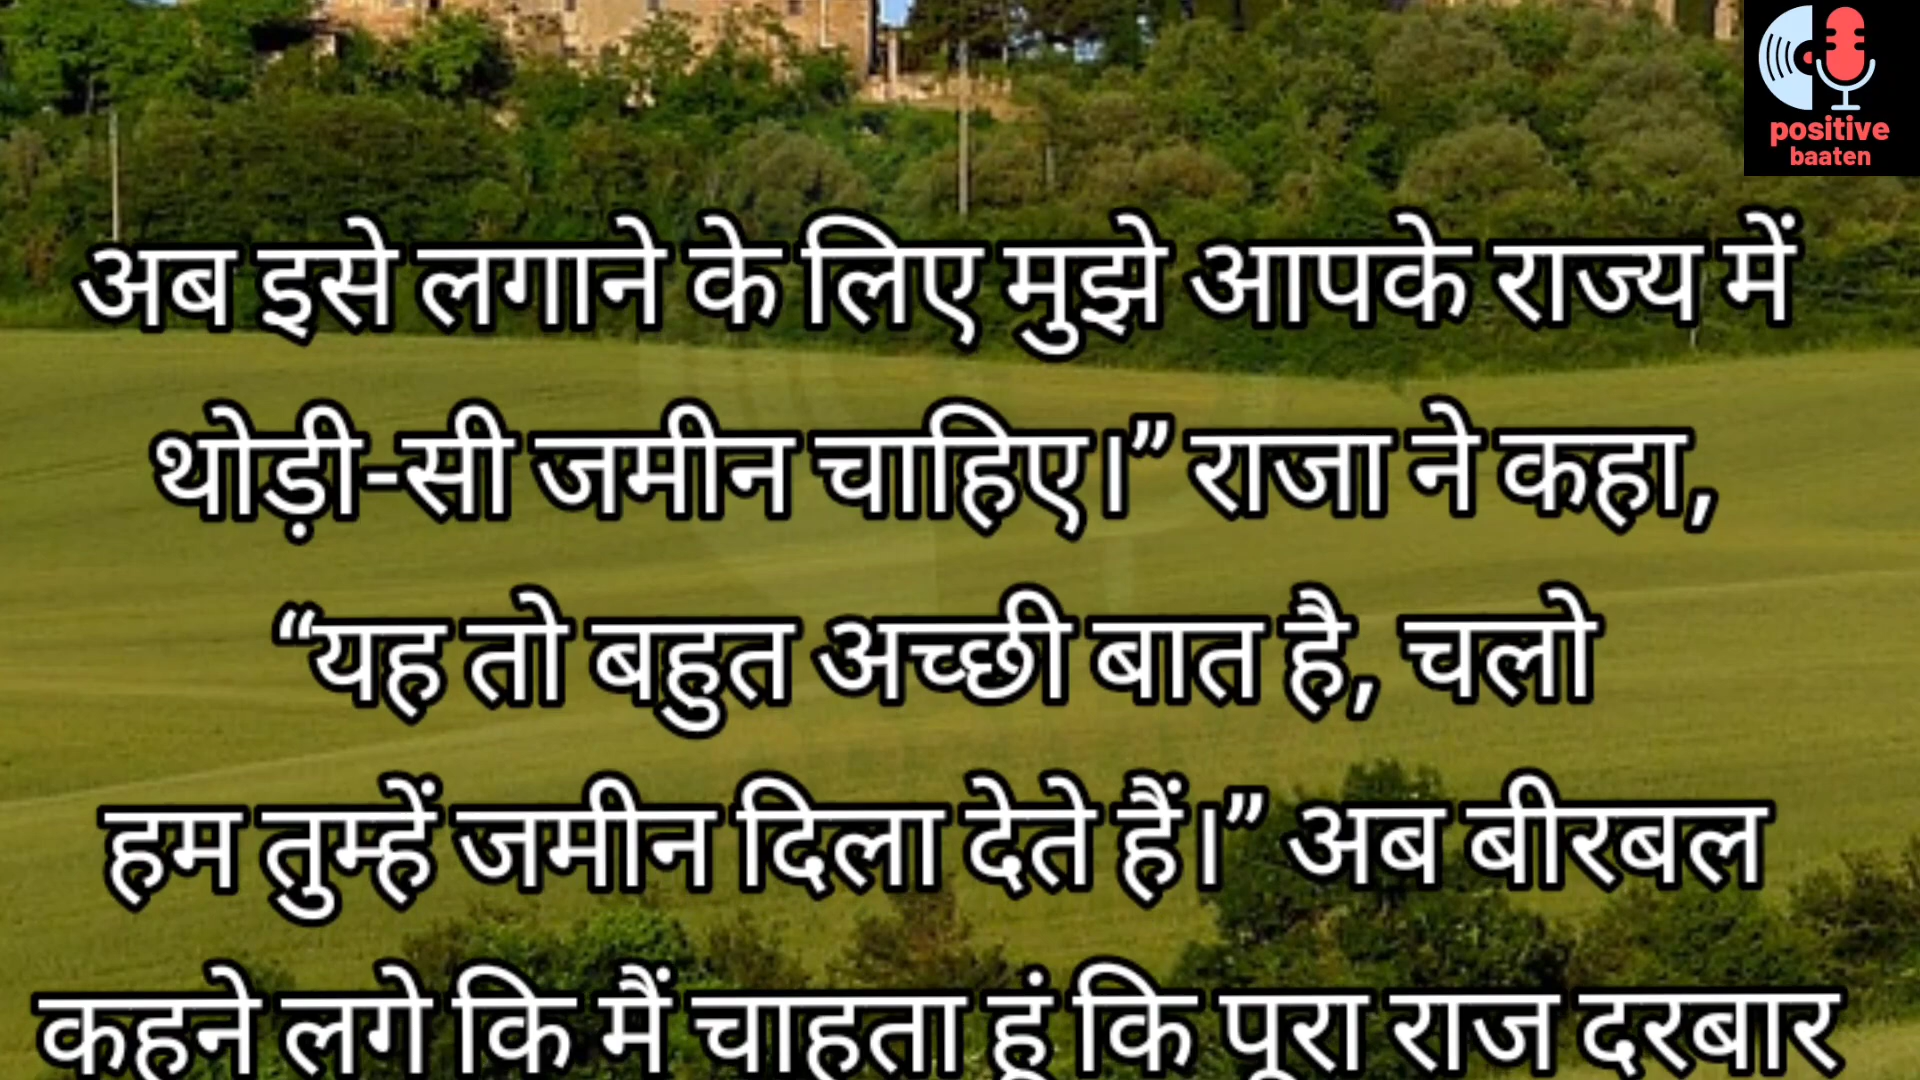 positive
baaten
अब इसे लगाने के लिए मुझे आपके राज्य में
थोड़ी-सी जमीन चाहिए।” राजा ने कहा,
“यह तो बहुत अच्छी बात है, चलो
हम तुम्हें जमीन दिला देते हैं।” अब बीरबल
कहने लगे कि मैं चाहता हूं कि पूरा राज दरबार